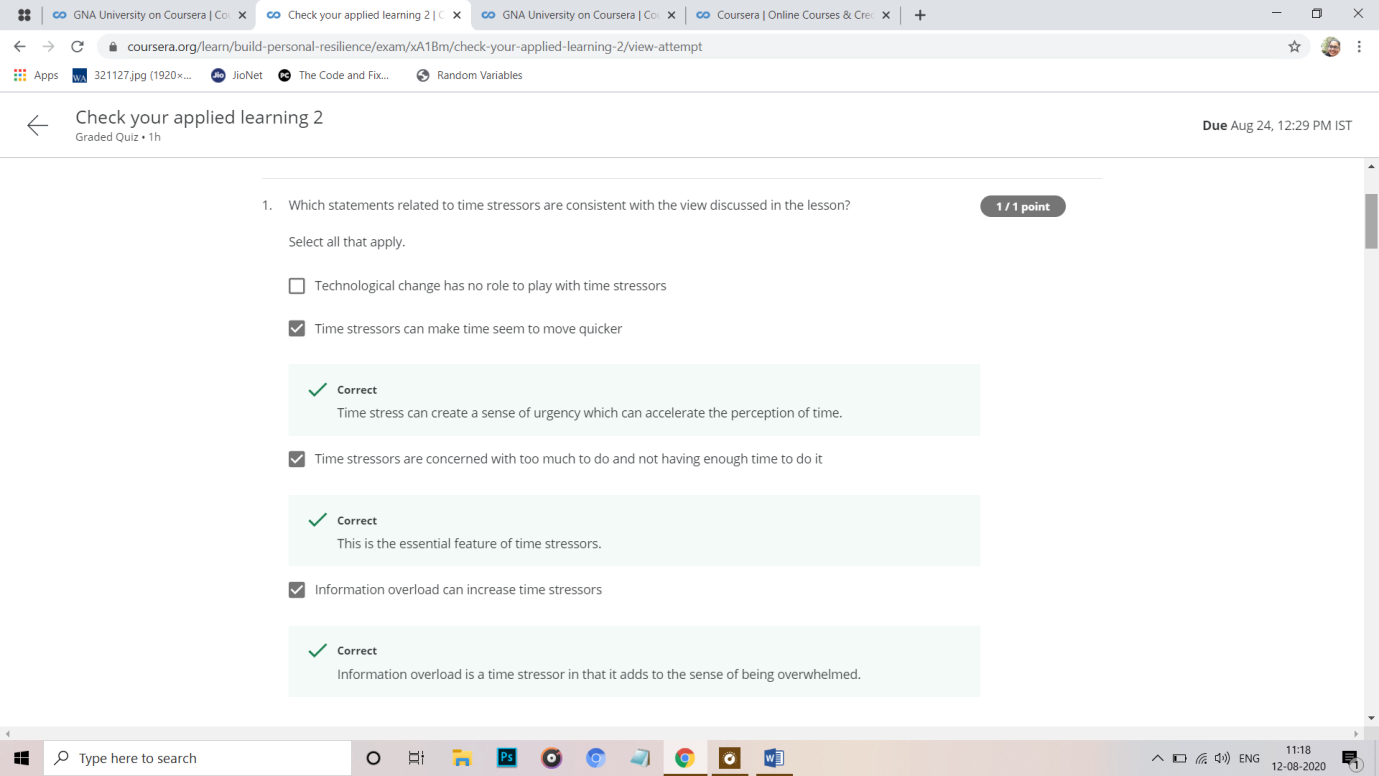 GNA University on Coursera | Cou
Check your applied learning 2 | C
GNA University on Coursera | Cou
Coursera | Online Courses & Cred
coursera.org/learn/build-personal-resilience/exam/xA1Bm/check-your-applied-learning-2/view-attempt
Apps
WA
321127.jpg (1920×...
Jio
JioNet
PC
The Code and Fix...
Random Variables
Check your applied learning 2
Graded Quiz • 1h
Due Aug 24, 12:29 PM IST
1. Which statements related to time stressors are consistent with the view discussed in the lesson?
1 / 1 point
Select all that apply.
Technological change has no role to play with time stressors
Time stressors can make time seem to move quicker
Correct
Time stress can create a sense of urgency which can accelerate the perception of time.
Time stressors are concerned with too much to do and not having enough time to do it
Correct
This is the essential feature of time stressors.
Information overload can increase time stressors
Correct
Information overload is a time stressor in that it adds to the sense of being overwhelmed.
Type here to search
Ps
W
ENG
11:18
12-08-2020
1